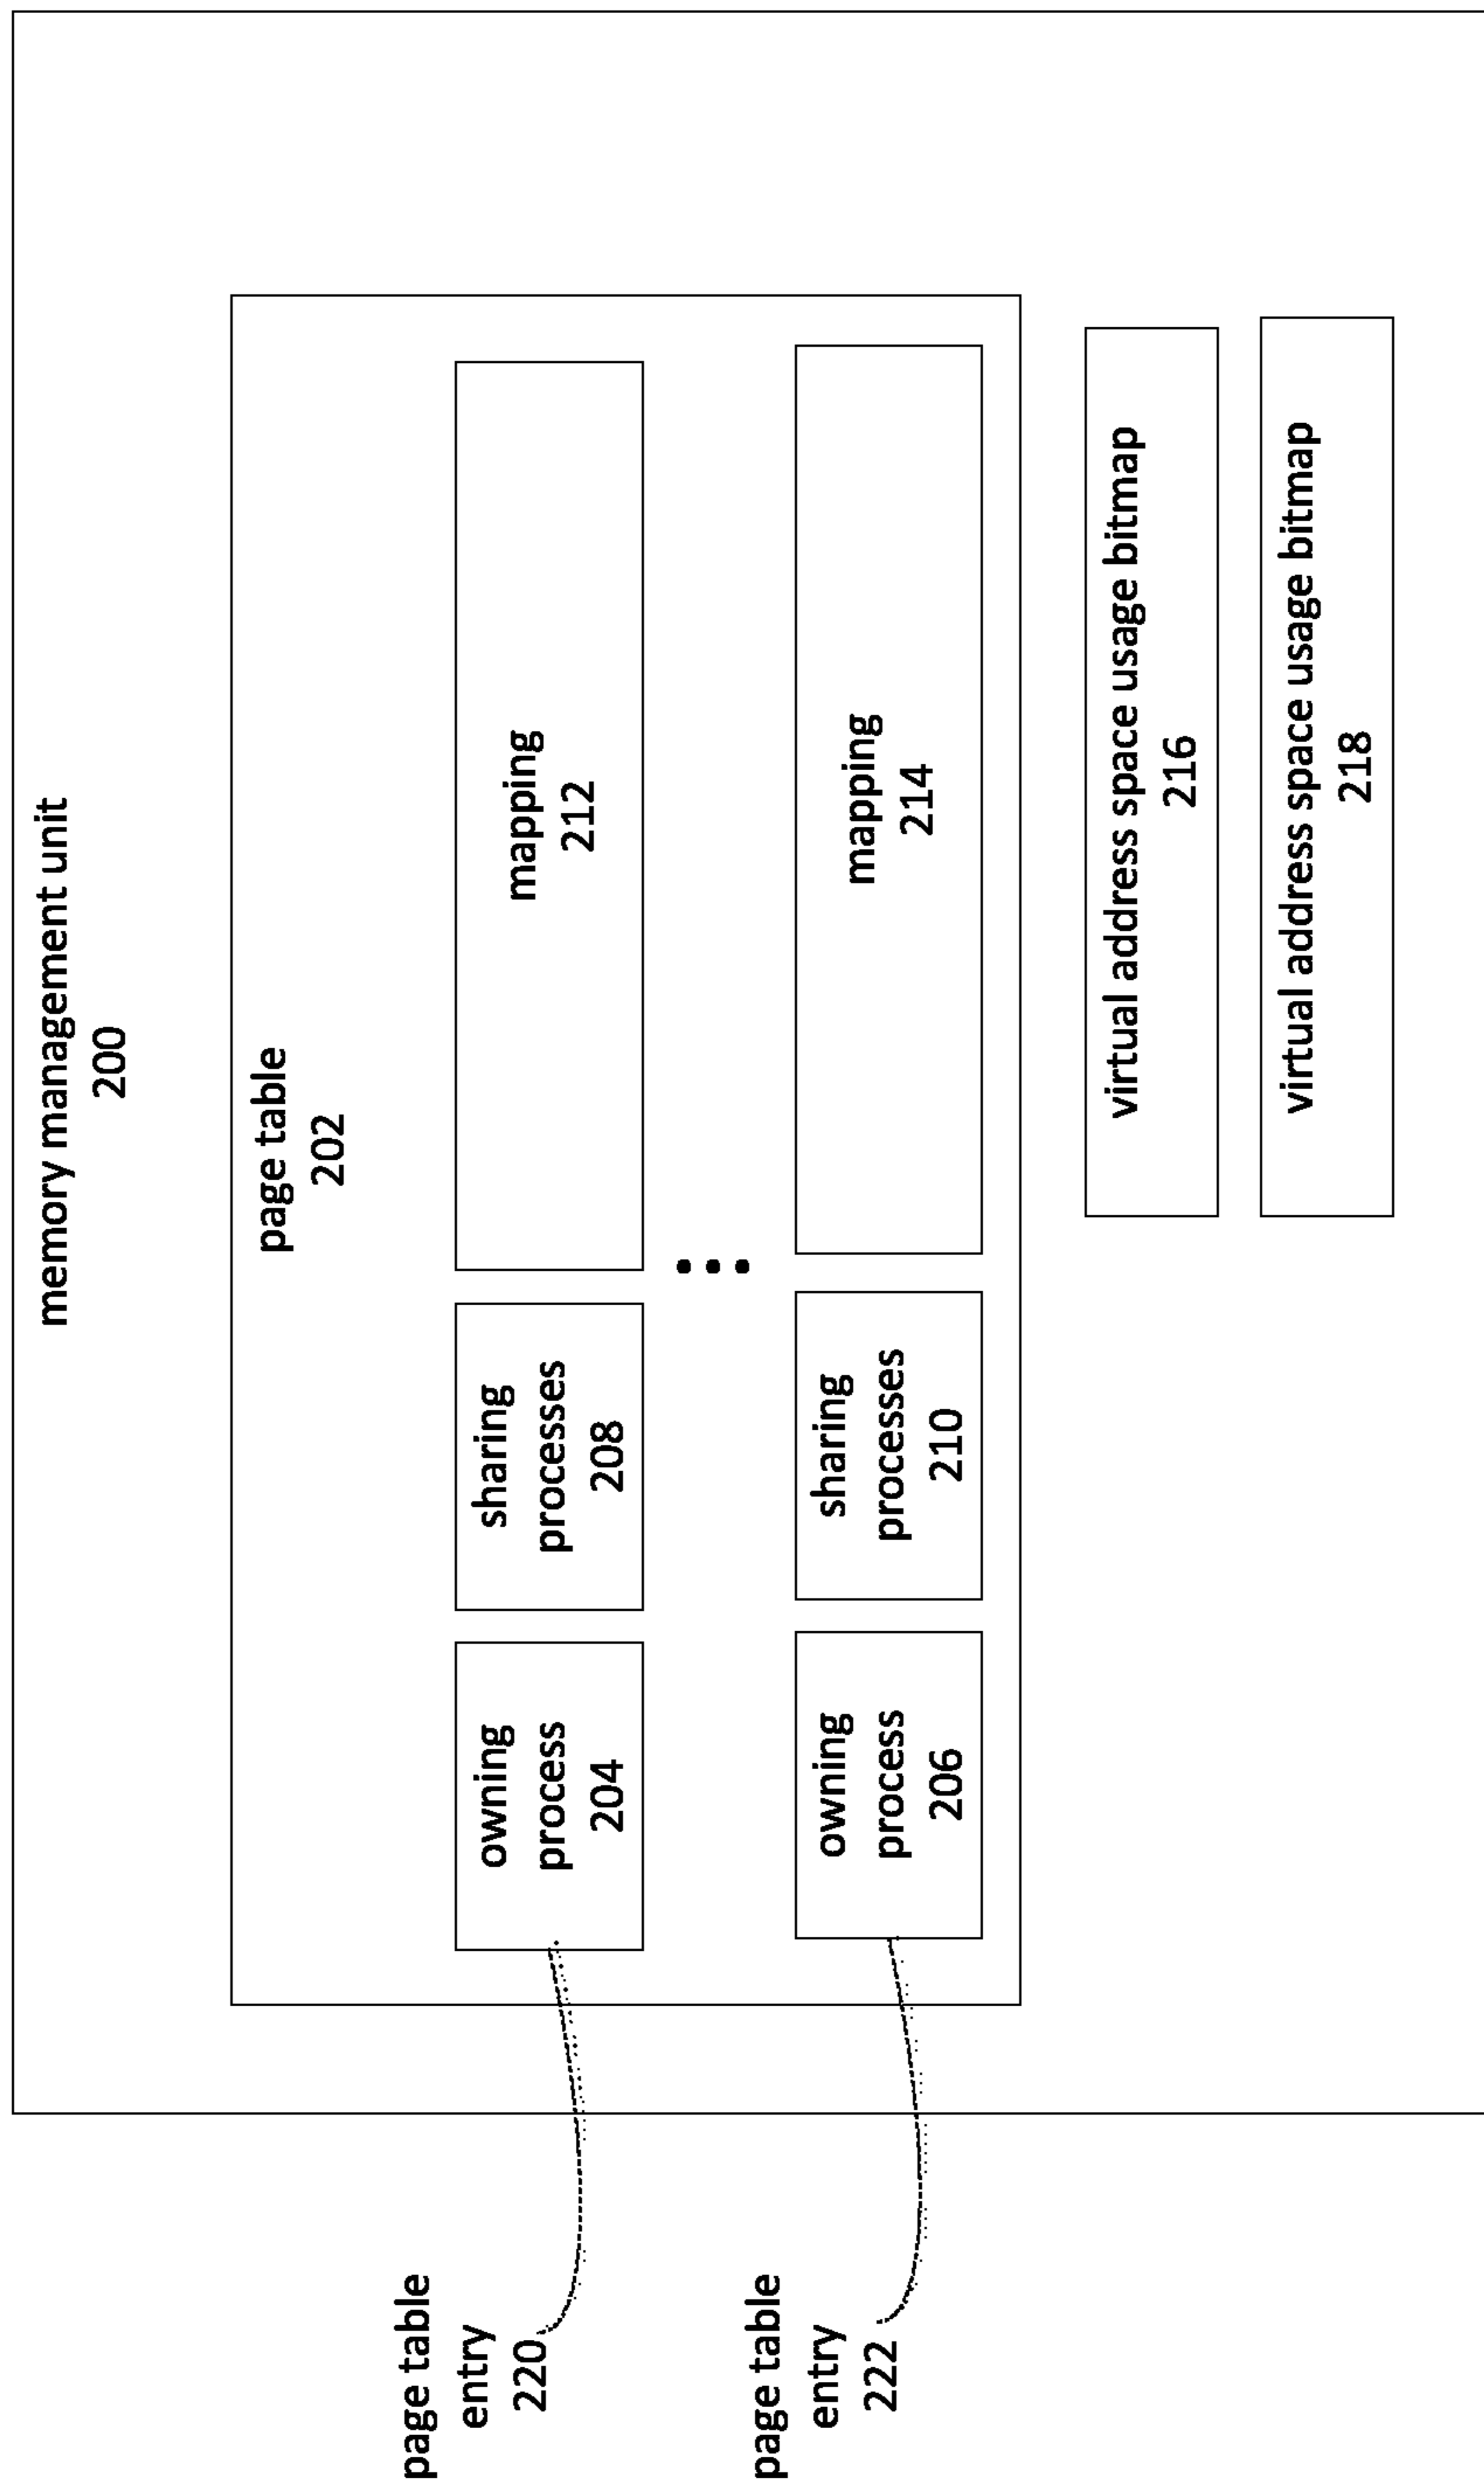 memory management unit
200
page table
202
page table
entry
220
owning
process
204
sharing
processes
208
mapping
212
page table
entry
222
owning
process
206
sharing
processes
210
mapping
214
virtual address space usage bitmap
216
virtual address space usage bitmap
218